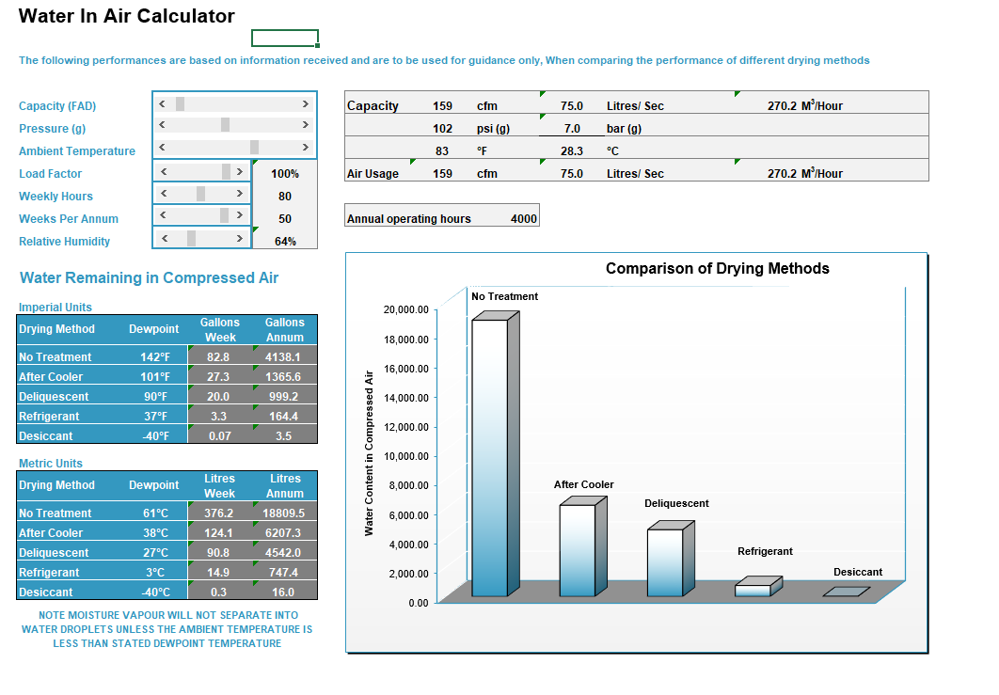 Water In Air Calculator
The following performances are based on information received and are to be used for guidance only, When comparing the performance of different drying methods
Capacity (FAD)
Pressure (g)
Ambient Temperature
Load Factor 100%
Weekly Hours 80
Weeks Per Annum 50
Relative Humidity 64%
Capacity 159 cfm 75.0 Litres/ Sec 270.2 M³/Hour
102 psi (g) 7.0 bar (g)
83 °F 28.3 °C
Air Usage 159 cfm 75.0 Litres/ Sec 270.2 M³/Hour
Annual operating hours 4000
Water Remaining in Compressed Air
Imperial Units
Drying Method Dewpoint Gallons Week Gallons Annum
No Treatment 142°F 82.8 4138.1
After Cooler 101°F 27.3 1365.6
Deliquescent 90°F 20.0 999.2
Refrigerant 37°F 3.3 164.4
Desiccant -40°F 0.07 3.5
Metric Units
Drying Method Dewpoint Litres Week Litres Annum
No Treatment 61°C 376.2 18809.5
After Cooler 38°C 124.1 6207.3
Deliquescent 27°C 90.8 4542.0
Refrigerant 3°C 14.9 747.4
Desiccant -40°C 0.3 16.0
NOTE MOISTURE VAPOUR WILL NOT SEPARATE INTO
WATER DROPLETS UNLESS THE AMBIENT TEMPERATURE IS
LESS THAN STATED DEWPOINT TEMPERATURE
Comparison of Drying Methods
Water Content in Compressed Air
20,000.00
18,000.00
16,000.00
14,000.00
12,000.00
10,000.00
8,000.00
6,000.00
4,000.00
2,000.00
0.00
No Treatment
After Cooler
Deliquescent
Refrigerant
Desiccant